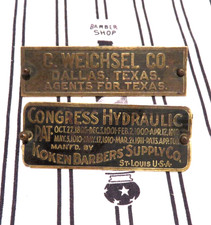 BARBER
SHOP
C. WEICHSEL CO.
DALLAS, TEXAS.
AGENTS FOR TEXAS.
CONGRESS HYDRAULIC
PAT.
MANF'D. BY
KOKEN BARBERS' SUPPLY CO.
ST. LOUIS U-S-A.